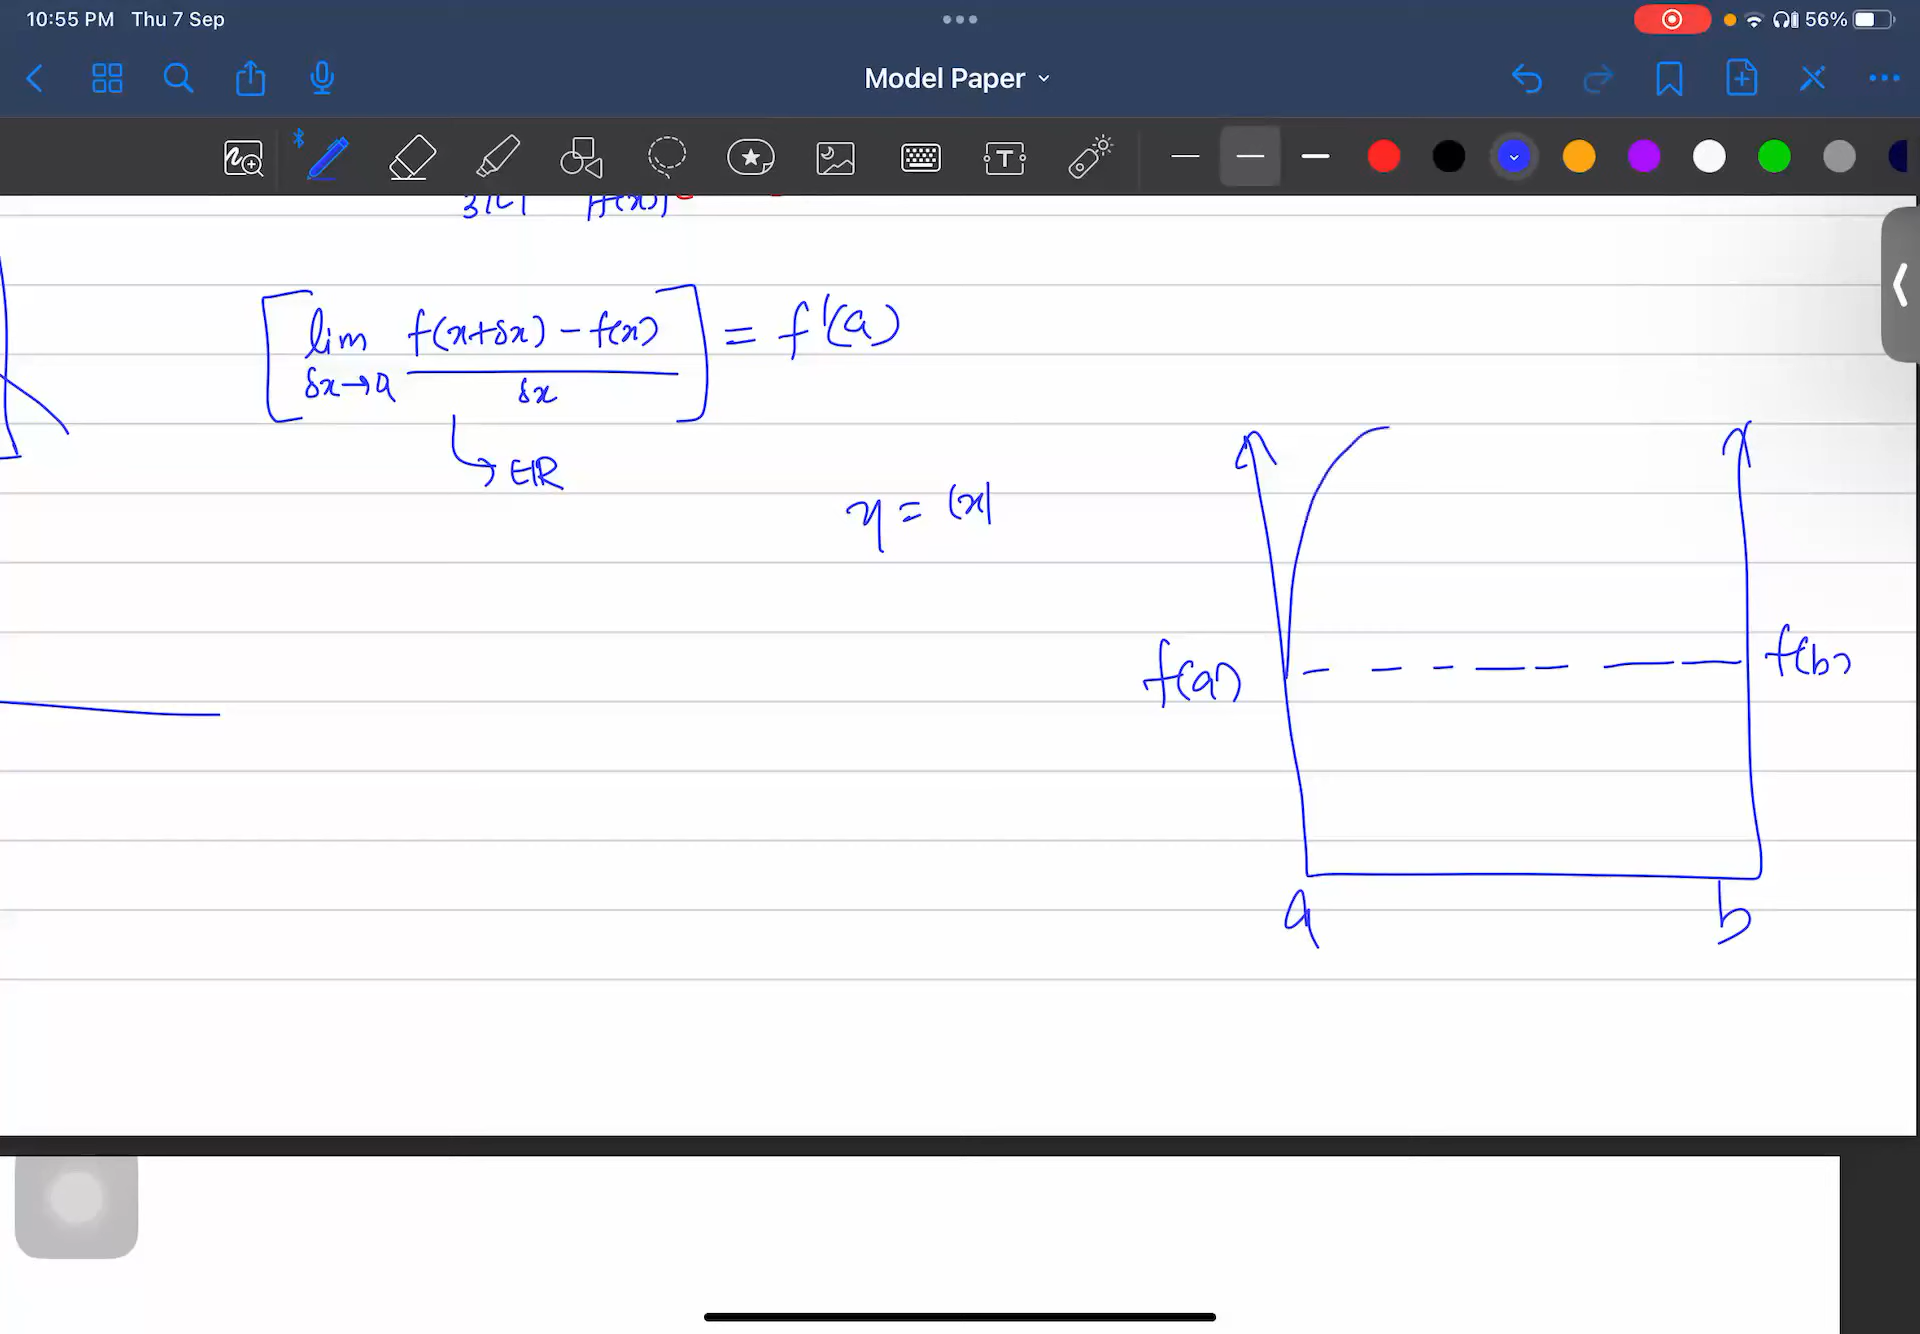 10:55 PM Thu 7 Sep
56%
Model Paper
[lim f(x+δx) - f(x)] = f'(a)
δx→a δx
↳ ∈ℝ
y = |x|
f(a) f(b)
a b